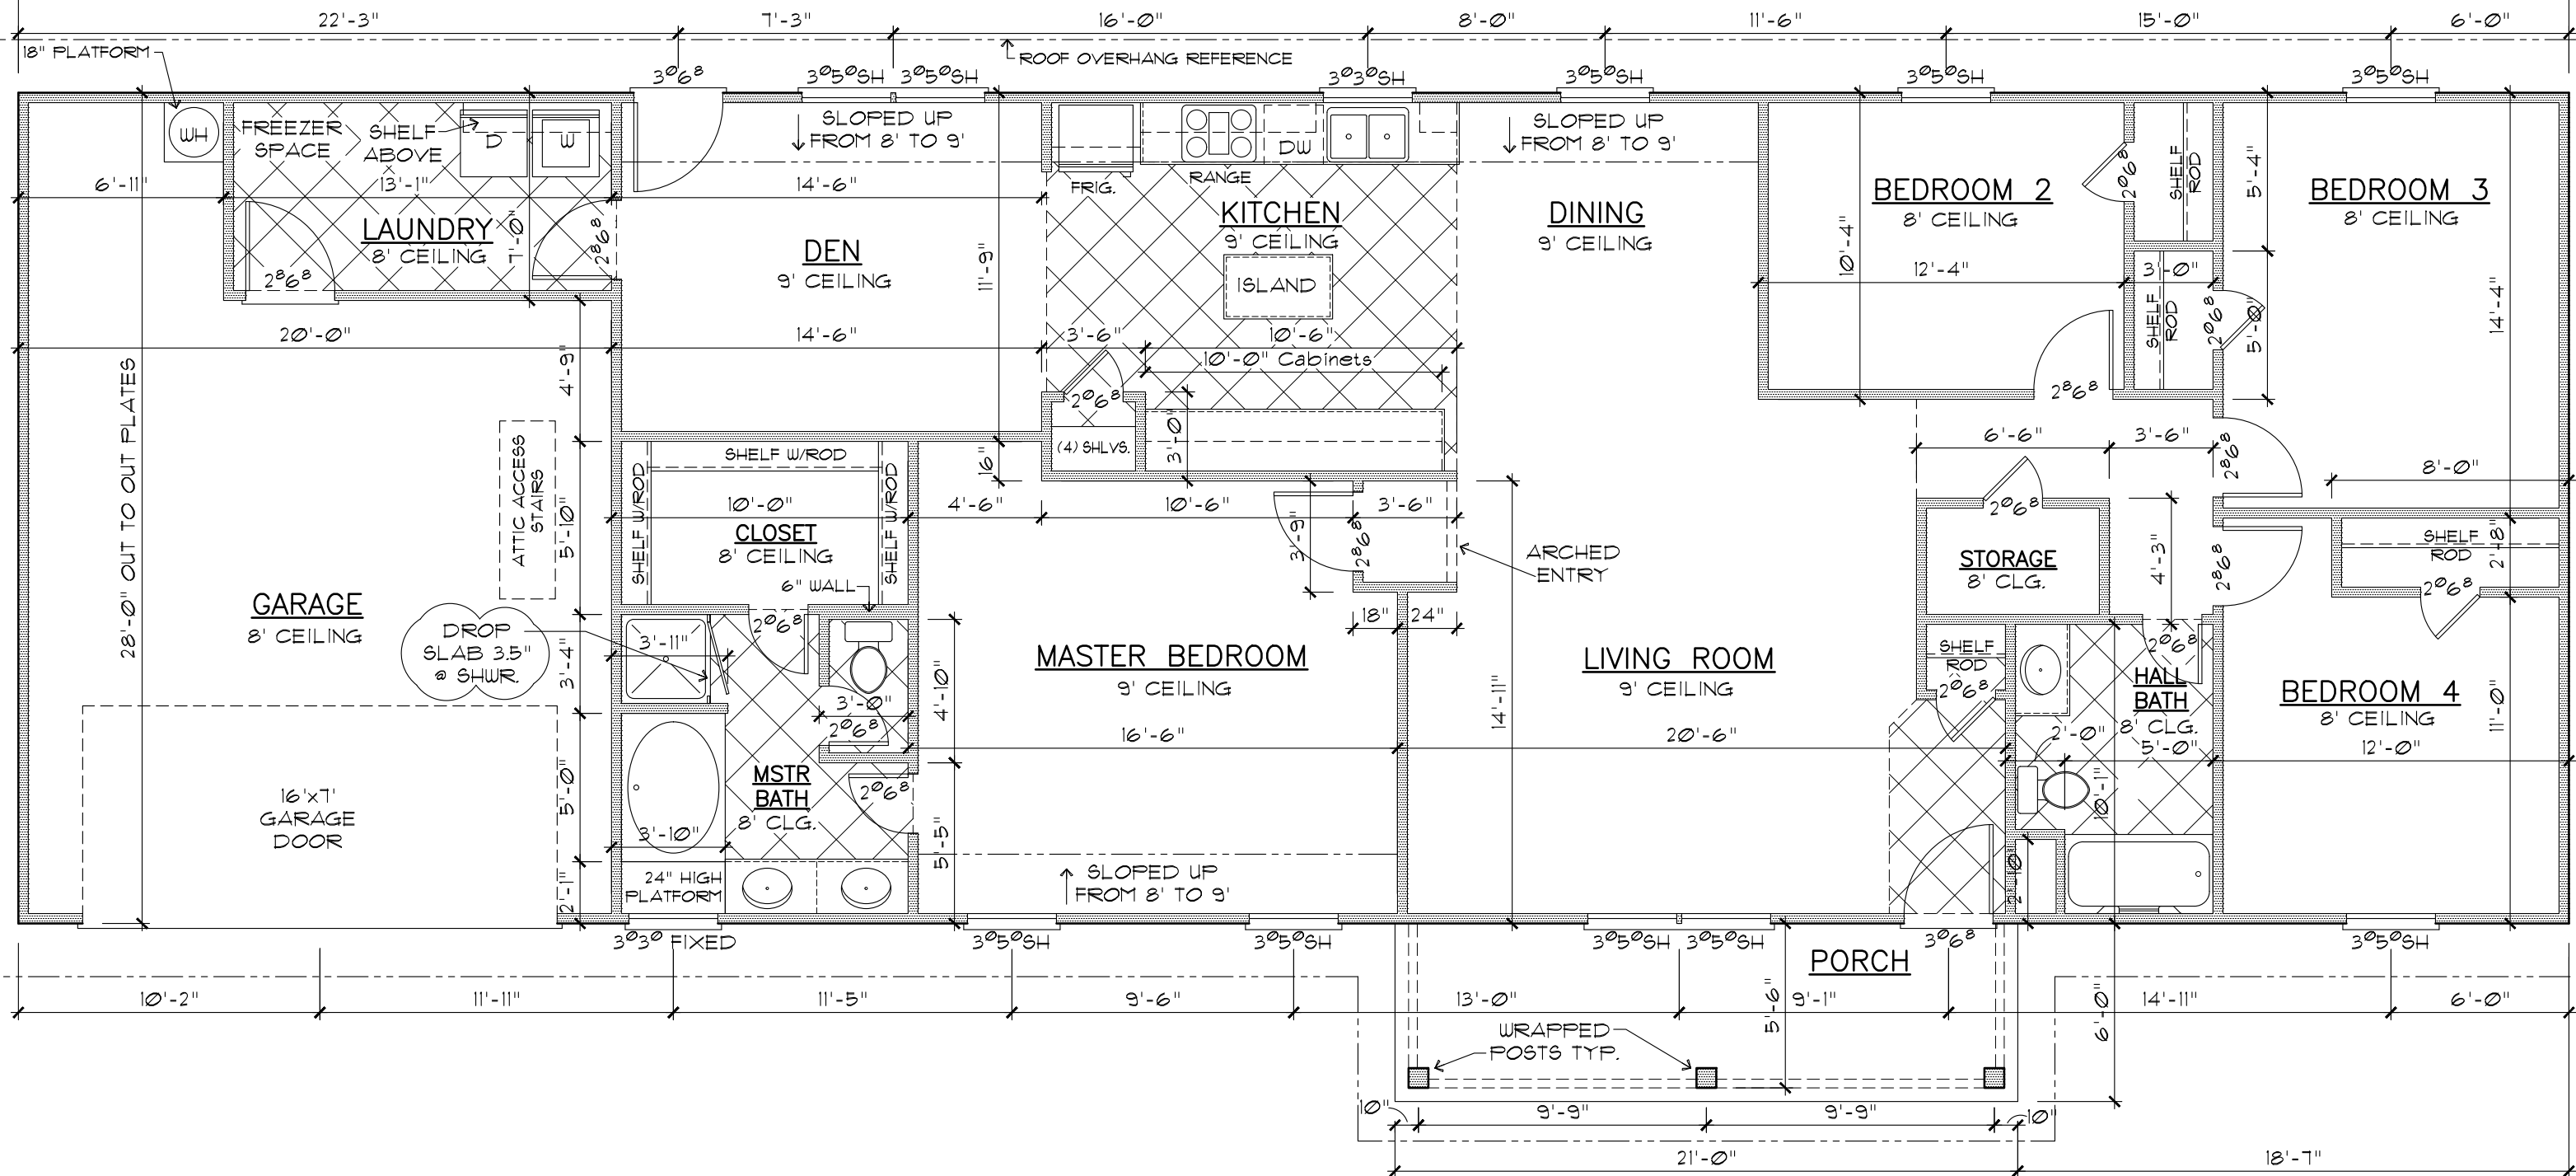 22'-3"
7'-3"
16'-0"
8'-0"
11'-6"
15'-0"
6'-0"
18" PLATFORM
ROOF OVERHANG REFERENCE
3⁰6⁸
3⁰5⁰SH
3⁰5⁰SH
3⁰3⁰SH
3⁰5⁰SH
3⁰5⁰SH
3⁰5⁰SH
WH
FREEZER
SPACE
SHELF
ABOVE
D
W
SLOPED UP
FROM 8' TO 9'
DW
SLOPED UP
FROM 8' TO 9'
6'-11"
13'-1"
14'-6"
FRIG.
RANGE
LAUNDRY
8' CEILING
7'-0"
2⁸6⁸
2⁸6⁸
DEN
9' CEILING
11'-9"
KITCHEN
9' CEILING
ISLAND
DINING
9' CEILING
BEDROOM 2
8' CEILING
10'-4"
12'-4"
2⁰6⁸
SHELF
ROD
5'-4"
3'-0"
SHELF
ROD
2⁰6⁸
5'-0"
BEDROOM 3
8' CEILING
14'-4"
20'-0"
14'-6"
3'-6"
10'-6"
10'-0" Cabinets
28'-0" OUT TO OUT PLATES
4'-9"
2⁰6⁸
2⁸6⁸
(4) SHLVS.
3'-0"
16"
ATTIC ACCESS
STAIRS
5'-10"
SHELF W/ROD
SHELF W/ROD
SHELF W/ROD
10'-0"
CLOSET
8' CEILING
6" WALL
4'-6"
10'-6"
3'-6"
3'-9"
2⁸6⁸
ARCHED
ENTRY
18"
24"
6'-6"
3'-6"
2⁸6⁸
8'-0"
2⁰6⁸
STORAGE
8' CLG.
4'-3"
2⁸6⁸
SHELF
ROD
2'-8"
2⁰6⁸
GARAGE
8' CEILING
DROP
SLAB 3.5"
@ SHWR.
3'-4"
3'-11"
2⁰6⁸
3'-0"
2⁰6⁸
4'-10"
MASTER BEDROOM
9' CEILING
16'-6"
14'-11"
LIVING ROOM
9' CEILING
20'-6"
SHELF
ROD
2⁰6⁸
2⁰6⁸
HALL
BATH
8' CLG.
2'-0"
5'-0"
10'-1"
2'-10"
BEDROOM 4
8' CEILING
12'-0"
11'-0"
16'x7'
GARAGE
DOOR
5'-0"
3'-10"
MSTR
BATH
8' CLG.
2⁰6⁸
5'-5"
2'-1"
24" HIGH
PLATFORM
SLOPED UP
FROM 8' TO 9'
3⁰3⁰ FIXED
3⁰5⁰SH
3⁰5⁰SH
3⁰5⁰SH
3⁰5⁰SH
3⁰6⁸
3⁰5⁰SH
PORCH
10'-2"
11'-11"
11'-5"
9'-6"
13'-0"
5'-6"
9'-1"
6'-0"
14'-11"
6'-0"
WRAPPED
POSTS TYP.
10"
9'-9"
9'-9"
10"
21'-0"
18'-7"